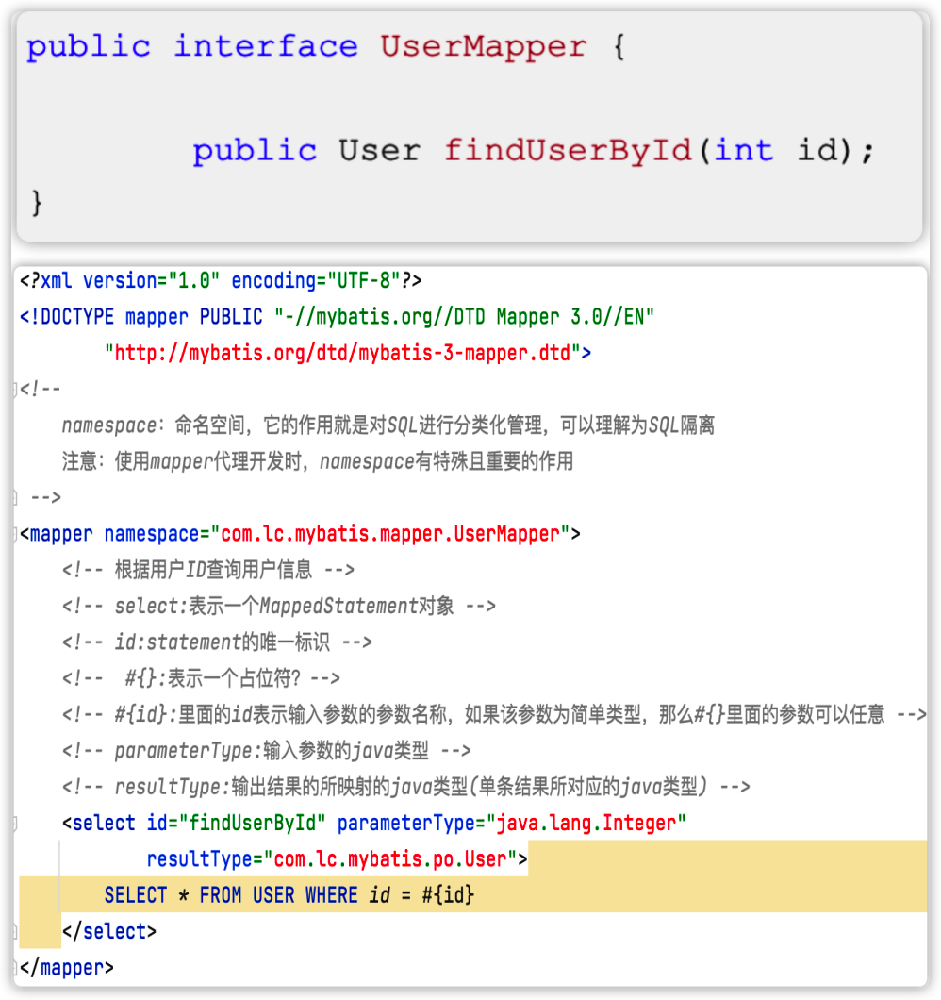 public interface UserMapper {
public User findUserById(int id);
}
<?xml version="1.0" encoding="UTF-8"?>
<!DOCTYPE mapper PUBLIC "-//mybatis.org//DTD Mapper 3.0//EN"
"http://mybatis.org/dtd/mybatis-3-mapper.dtd">
<!--
namespace：命名空间，它的作用就是对SQL进行分类化管理，可以理解为SQL隔离
注意：使用mapper代理开发时，namespace有特殊且重要的作用
-->
<mapper namespace="com.lc.mybatis.mapper.UserMapper">
<!-- 根据用户ID查询用户信息 -->
<!-- select:表示一个MappedStatement对象 -->
<!-- id:statement的唯一标识 -->
<!--  #{}:表示一个占位符? -->
<!-- #{id}:里面的id表示输入参数的参数名称，如果该参数为简单类型，那么#{}里面的参数可以任意 -->
<!-- parameterType:输入参数的java类型 -->
<!-- resultType:输出结果的所映射的java类型(单条结果所对应的java类型) -->
<select id="findUserById" parameterType="java.lang.Integer"
resultType="com.lc.mybatis.po.User">
SELECT * FROM USER WHERE id = #{id}
</select>
</mapper>